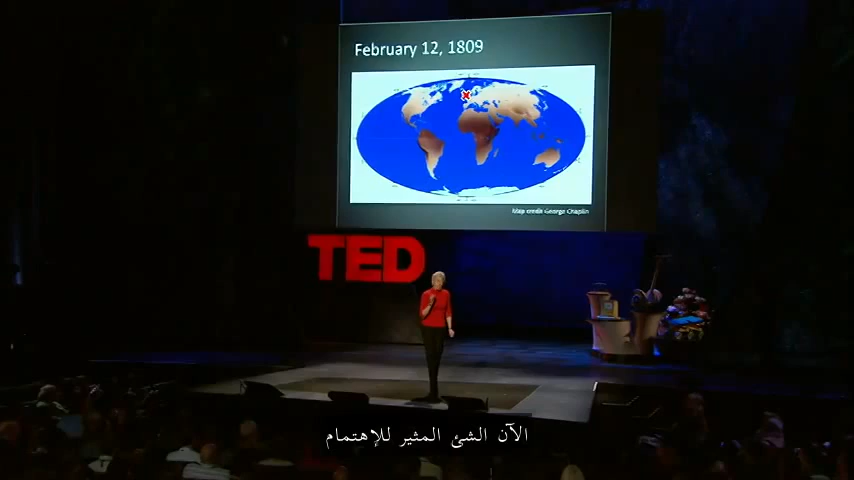 February 12, 1809
Map credit George Chaplin
TED
الآن الشئ المثير للإهتمام